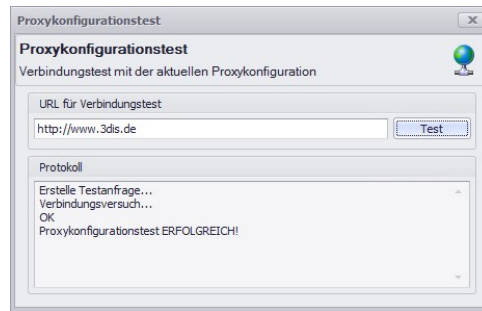 Proxykonfigurationstest
Proxykonfigurationstest
Verbindungstest mit der aktuellen Proxykonfiguration
URL für Verbindungstest
http://www.3dis.de
Test
Protokoll
Erstelle Testanfrage...
Verbindungsversuch...
OK
Proxykonfigurationstest ERFOLGREICH!